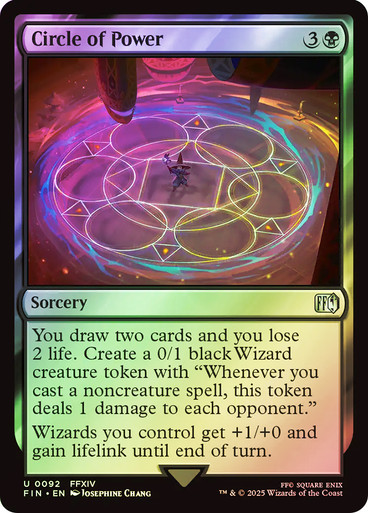 Circle of Power 3
Sorcery
You draw two cards and you lose
2 life. Create a 0/1 black Wizard
creature token with “Whenever you
cast a noncreature spell, this token
deals 1 damage to each opponent.”
Wizards you control get +1/+0 and
gain lifelink until end of turn.
U 0092 FFXIV FF© SQUARE ENIX
FIN • EN Josephine Chang ™ & © 2025 Wizards of the Coast